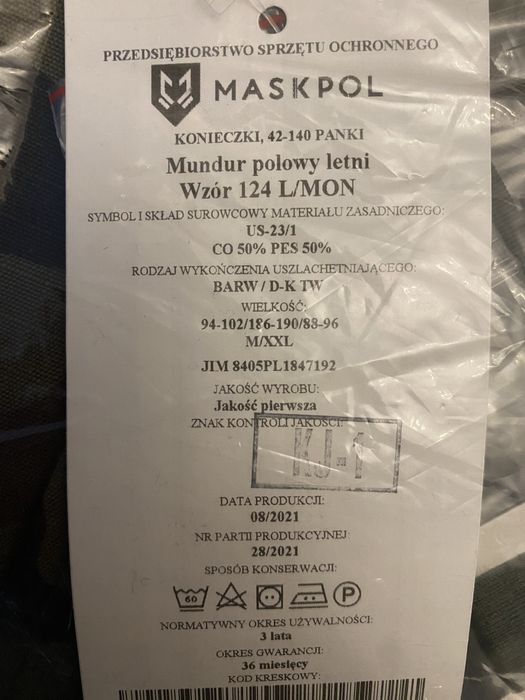 PRZEDSIĘBIORSTWO SPRZĘTU OCHRONNEGO
MASKPOL
KONIECZKI, 42-140 PANKI
Mundur polowy letni
Wzór 124 L/MON
SYMBOL I SKŁAD SUROWCOWY MATERIAŁU ZASADNICZEGO:
US-23/1
CO 50% PES 50%
RODZAJ WYKOŃCZENIA USZLACHETNIAJĄCEGO:
BARW / D-K TW
WIELKOŚĆ:
94-102/186-190/88-96
M/XXL
JIM 8405PL1847192
JAKOŚĆ WYROBU:
Jakość pierwsza
ZNAK KONTROLI JAKOŚCI:
KJ-1
DATA PRODUKCJI:
08/2021
NR PARTII PRODUKCYJNEJ:
28/2021
SPOSÓB KONSERWACJI:
60 P
NORMATYWNY OKRES UŻYWALNOŚCI:
3 lata
OKRES GWARANCJI:
36 miesięcy
KOD KRESKOWY: